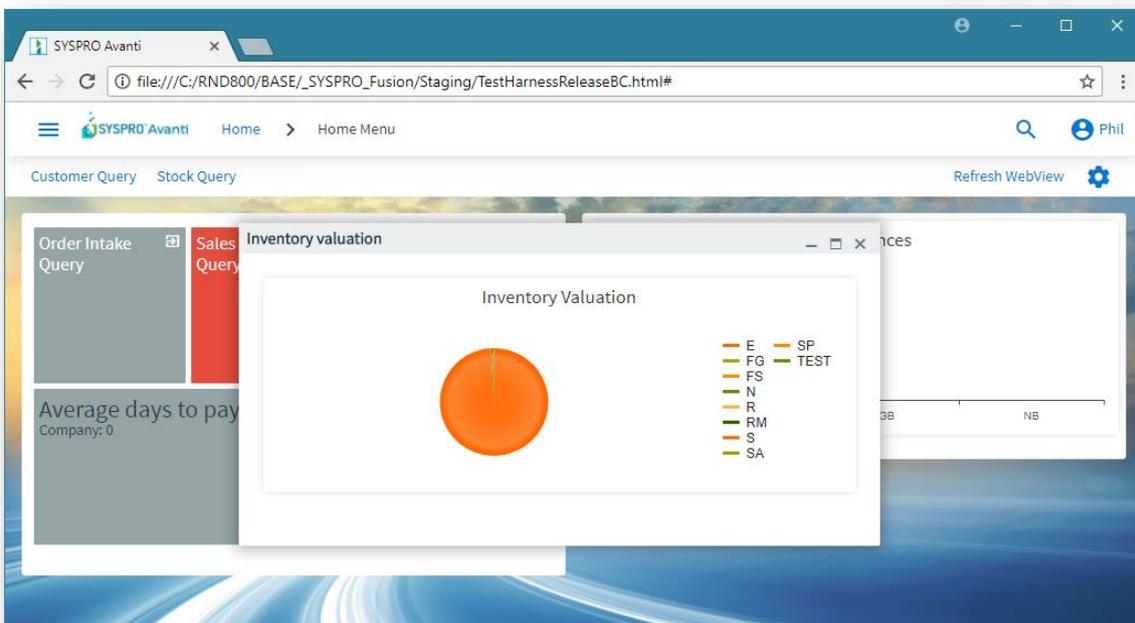 SYSPRO Avanti
file:///C:/RND800/BASE/_SYSPRO_Fusion/Staging/TestHarnessReleaseBC.html#
SYSPRO Avanti Home Home Menu Phil
Customer Query Stock Query Refresh WebView
Order Intake
Query
Sales
Query
Inventory valuation
nces
Inventory Valuation
E SP
FG TEST
FS
N
R
RM
S
SA
Average days to pay
Company: 0
GB NB